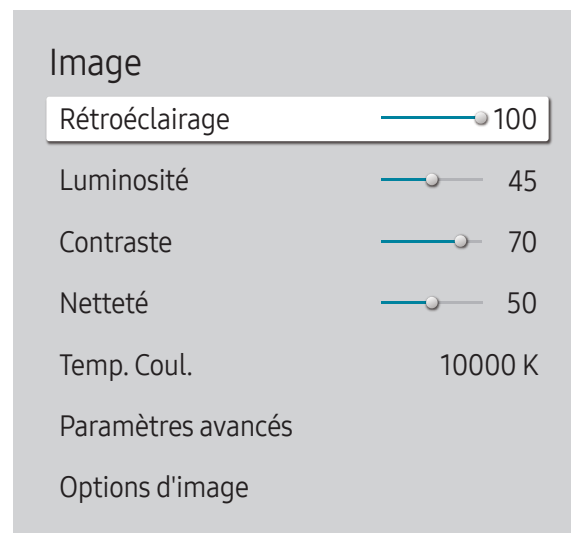 Image
Rétroéclairage 100
Luminosité 45
Contraste 70
Netteté 50
Temp. Coul. 10000 K
Paramètres avancés
Options d'image